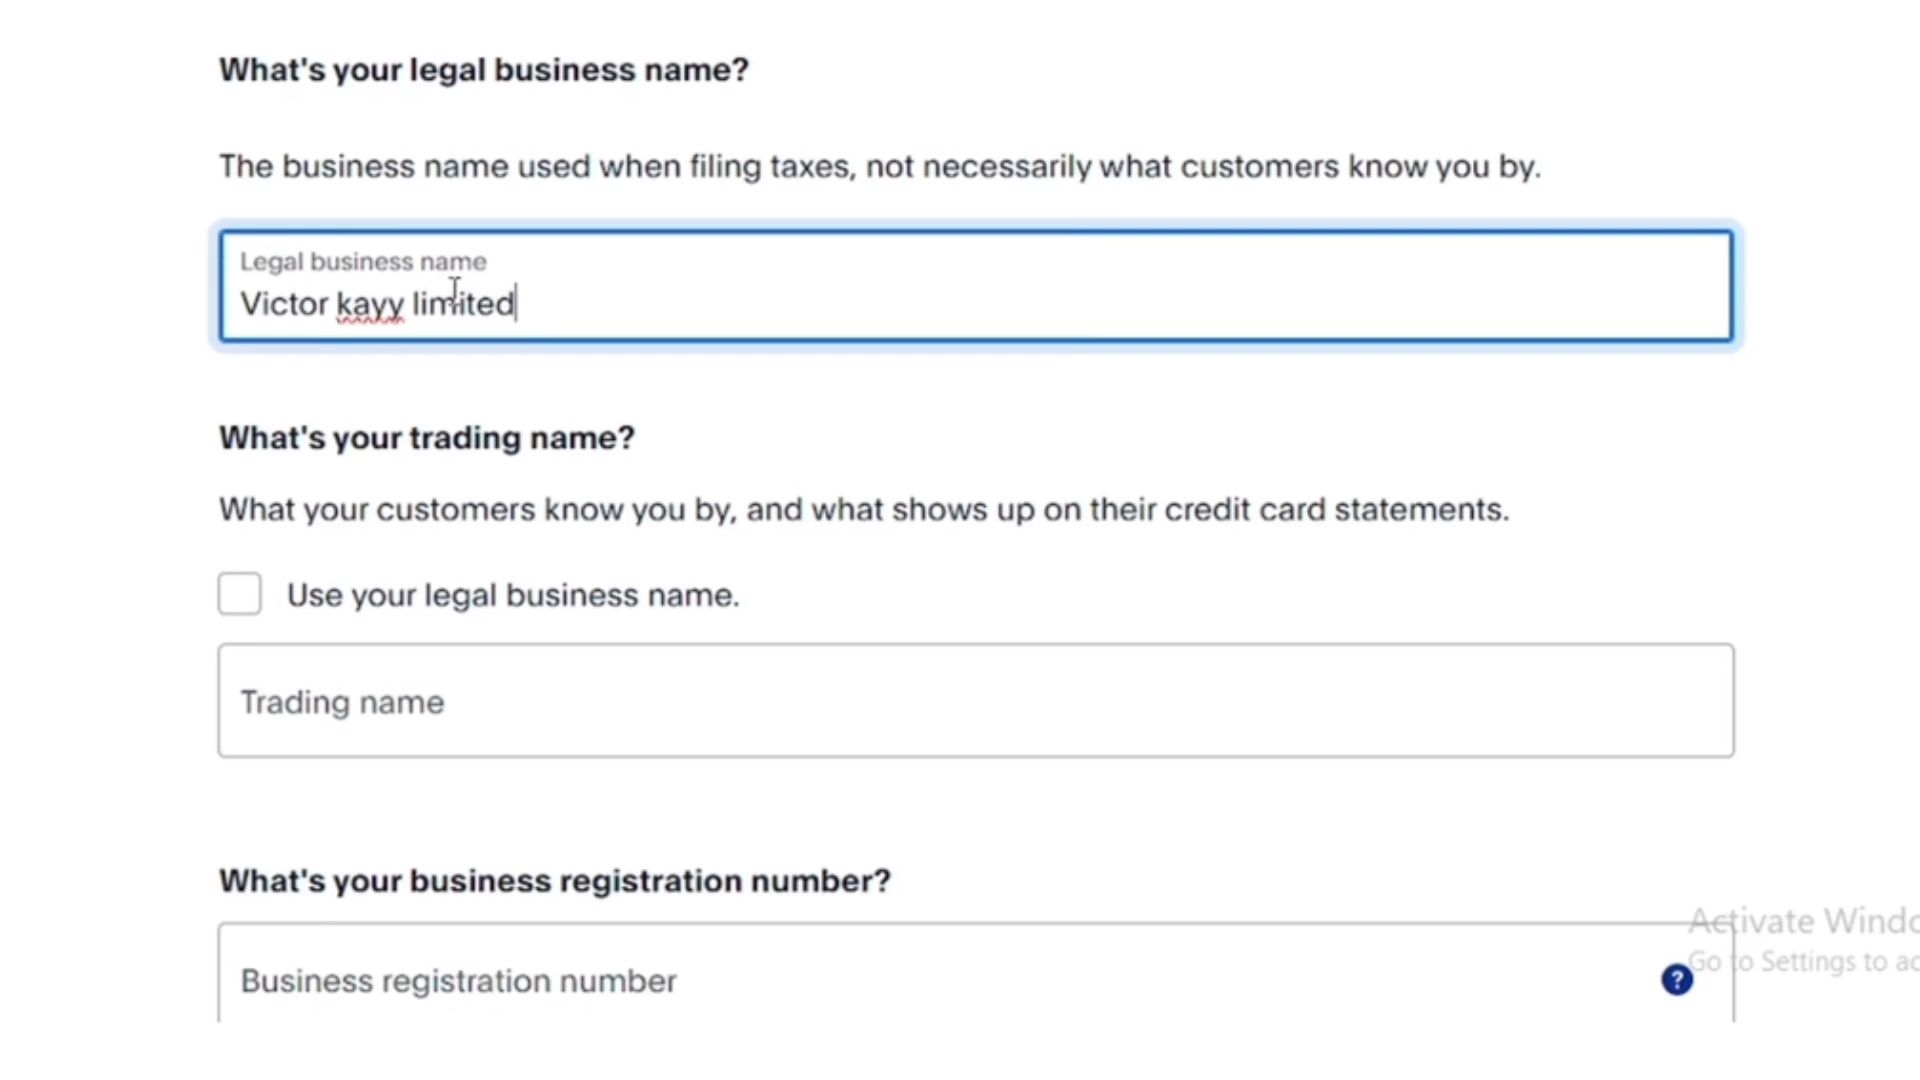 What's your legal business name?
The business name used when filing taxes, not necessarily what customers know you by.
Legal business name
Victor kayy limited
What's your trading name?
What your customers know you by, and what shows up on their credit card statements.
Use your legal business name.
Trading name
What's your business registration number?
Activate Windo
Business registration number
?
Go to Settings to ac